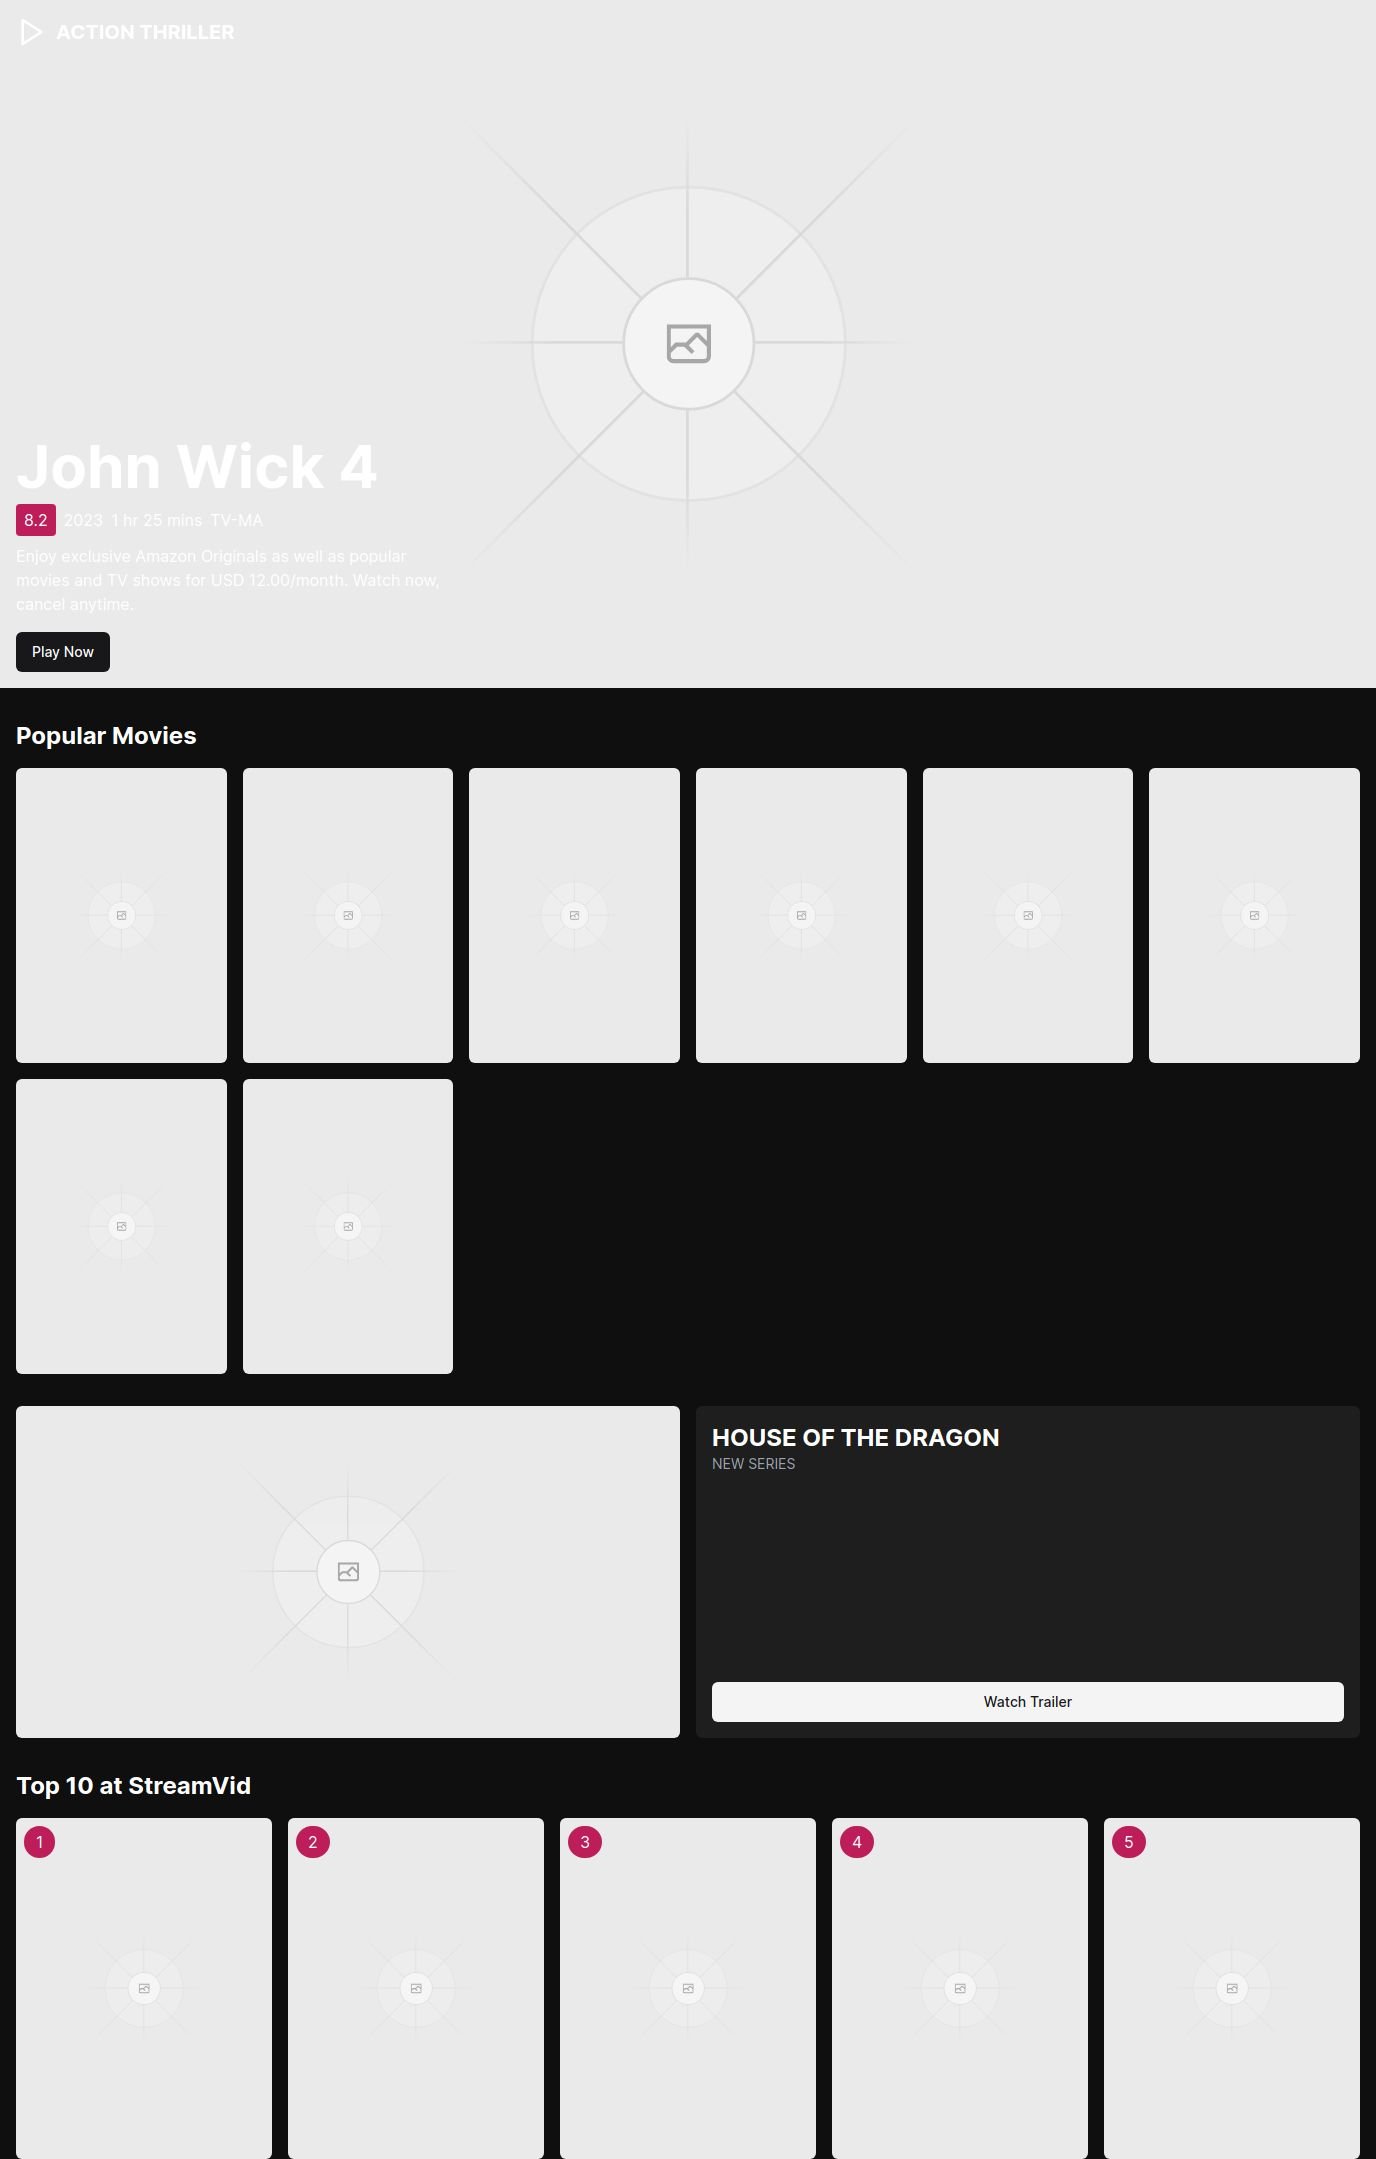 ACTION THRILLER
John Wick 4
8.2 2023 1 hr 25 mins TV-MA
Enjoy exclusive Amazon Originals as well as popular
movies and TV shows for USD 12.00/month. Watch now,
cancel anytime.
Play Now
Popular Movies
HOUSE OF THE DRAGON
NEW SERIES
Watch Trailer
Top 10 at StreamVid
1 2 3 4 5